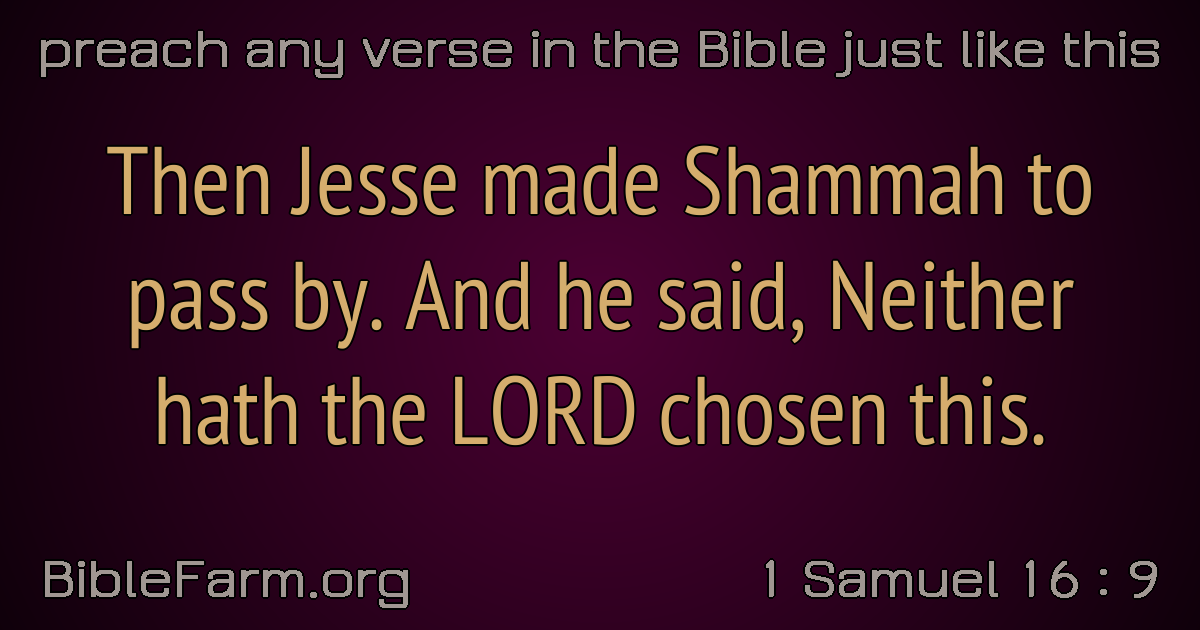 preach any verse in the Bible just like this
Then Jesse made Shammah to
pass by. And he said, Neither
hath the LORD chosen this.
BibleFarm.org
1 Samuel 16 : 9